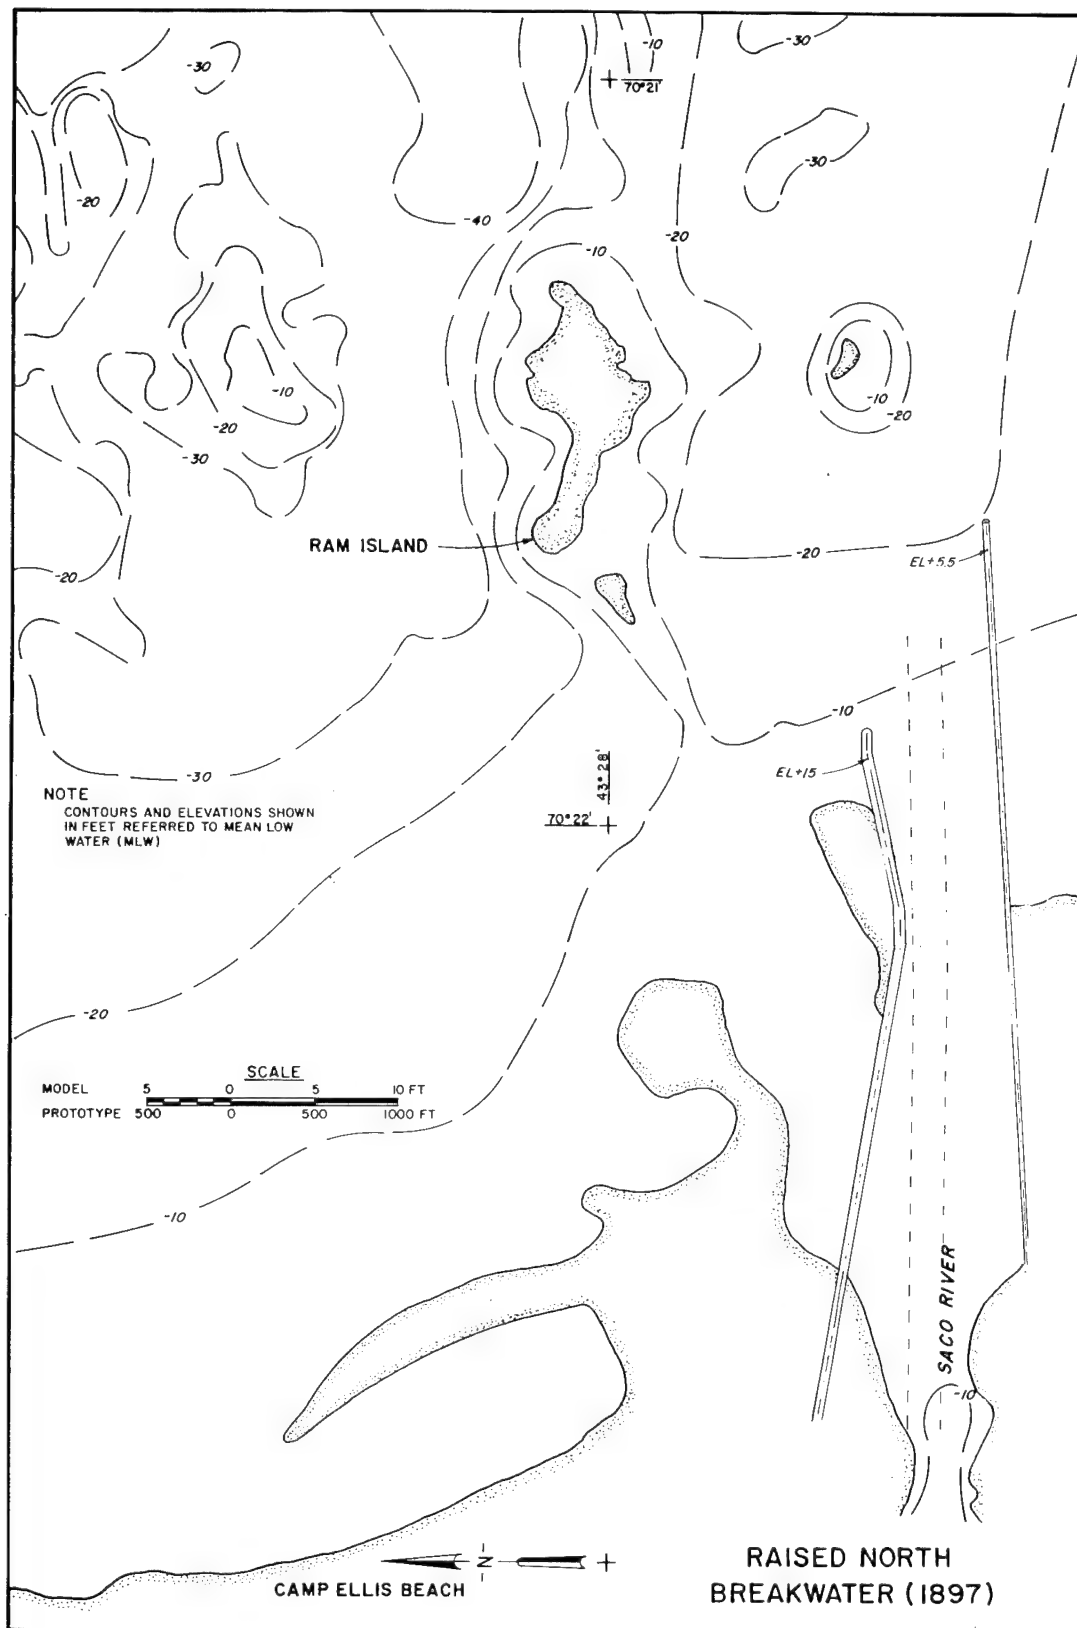 -30
-10
-30
70°21'
-30
-20
-40
-20
-10
-10
-20
-30
-10
-20
RAM ISLAND
-20
EL+5.5
-20
-10
-30
EL+15
43° 28'
70° 22'
NOTE
CONTOURS AND ELEVATIONS SHOWN
IN FEET REFERRED TO MEAN LOW
WATER (MLW)
-20
SCALE
MODEL 5 0 5 10 FT
PROTOTYPE 500 0 500 1000 FT
-10
SACO RIVER
-10
N
CAMP ELLIS BEACH
RAISED NORTH
BREAKWATER (1897)